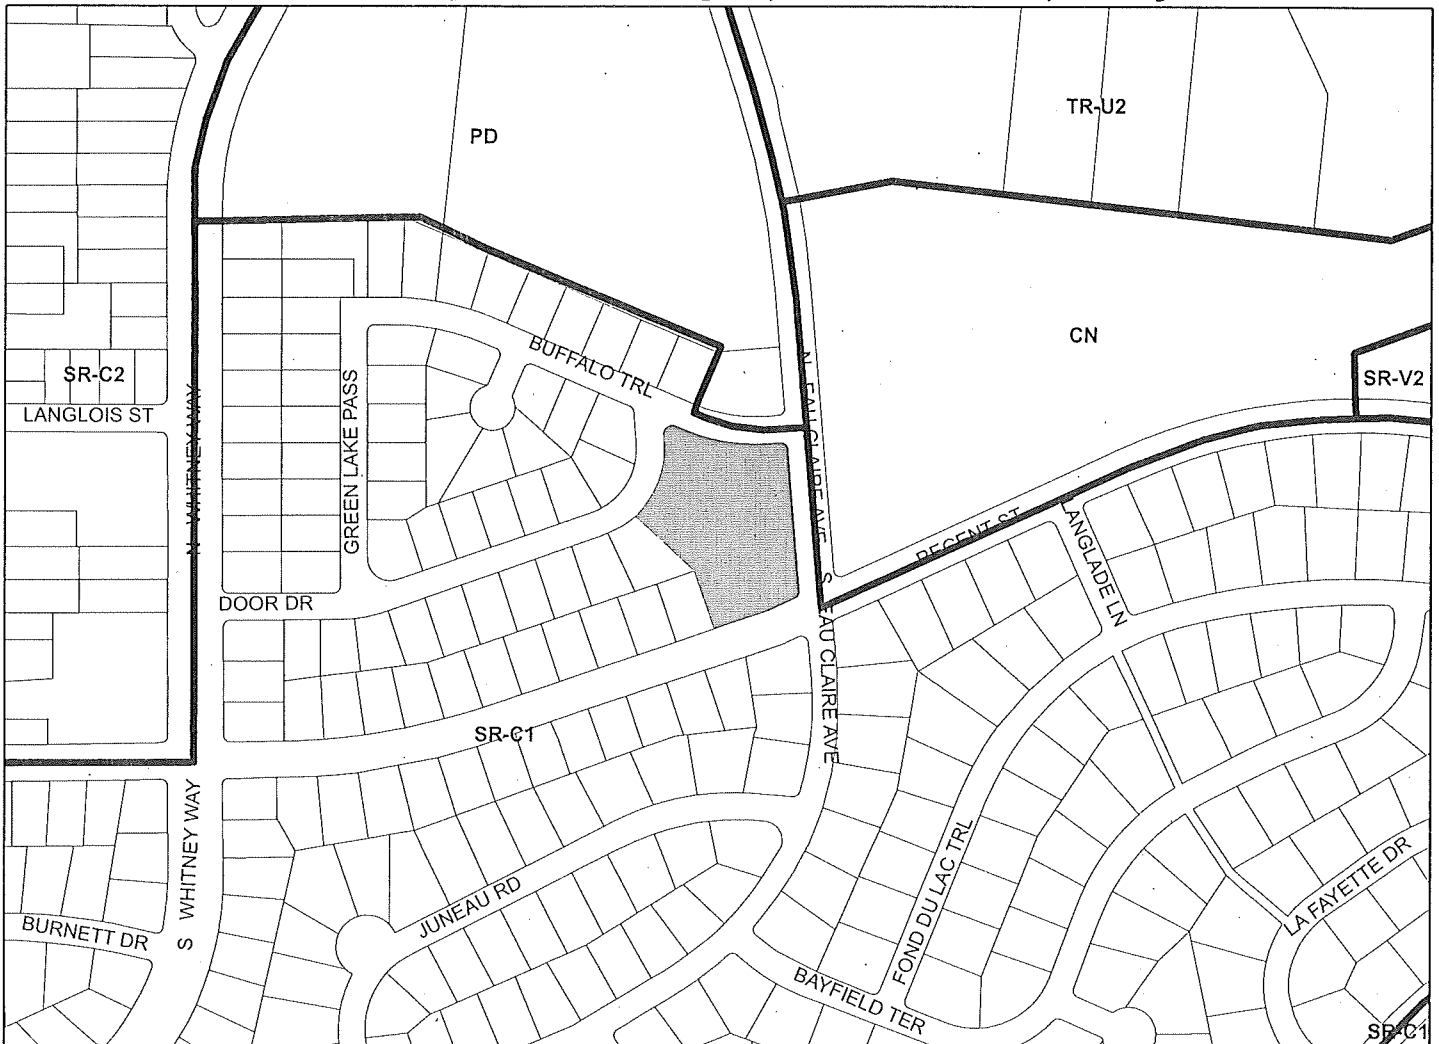 PD
TR-U2
CN
SR-C2
SR-V2
LANGLOIS ST
N WHITNEY WAY
GREEN LAKE PASS
BUFFALO TRL
N EAU CLAIRE AVE
REGENT ST
LANGLADE LN
DOOR DR
S EAU CLAIRE AVE
SR-C1
S WHITNEY WAY
JUNEAU RD
FOND DU LAC TRL
LA FAYETTE DR
BURNETT DR
BAYFIELD TER
SR-C1